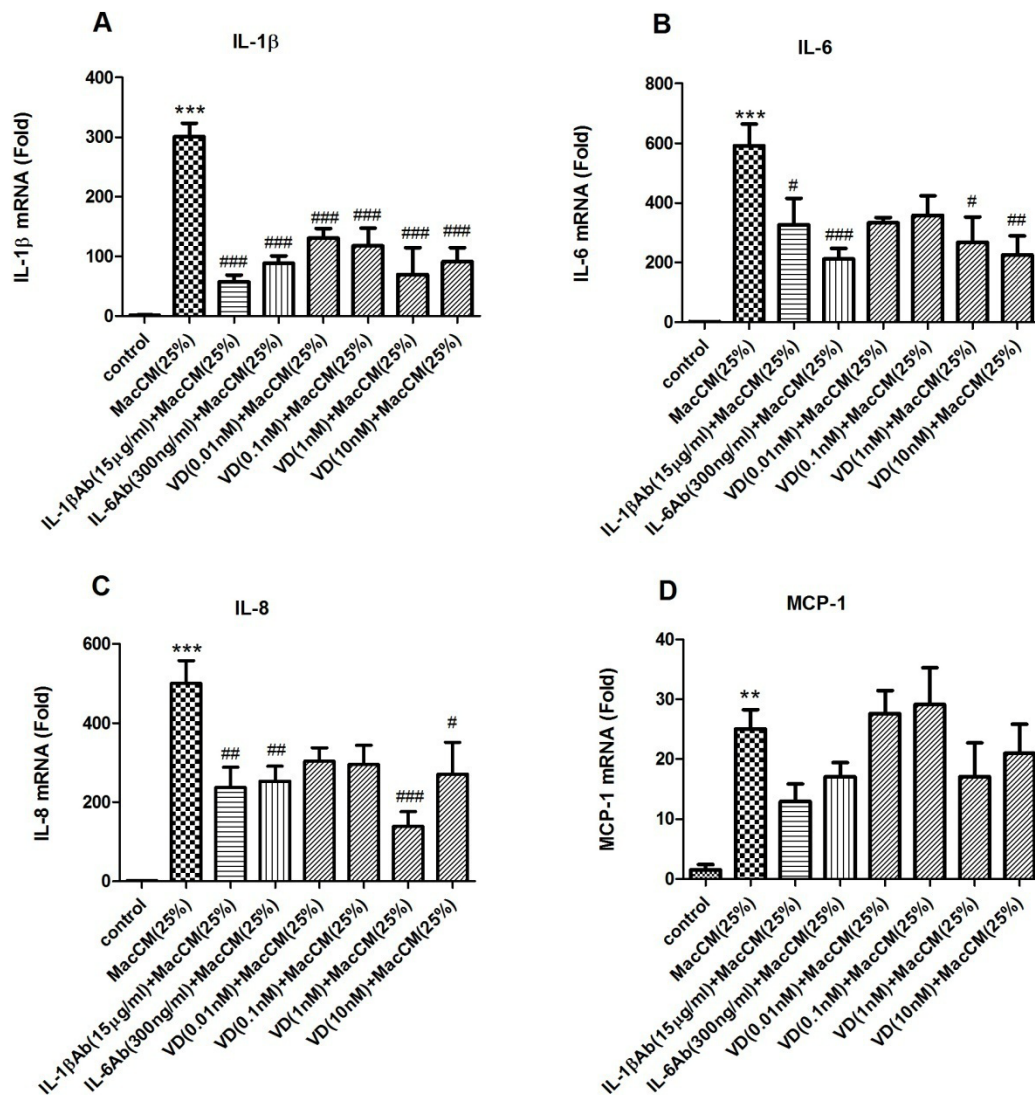 A
IL-1β
IL-1β mRNA (Fold)
400
300
200
100
0
***
###
###
###
###
###
###
control
MacCM(25%)
IL-1βAb(15μg/ml)+MacCM(25%)
IL-6Ab(300ng/ml)+MacCM(25%)
VD(0.01nM)+MacCM(25%)
VD(0.1nM)+MacCM(25%)
VD(1nM)+MacCM(25%)
VD(10nM)+MacCM(25%)
B
IL-6
IL-6 mRNA (Fold)
800
600
400
200
0
***
#
###
#
##
control
MacCM(25%)
IL-1βAb(15μg/ml)+MacCM(25%)
IL-6Ab(300ng/ml)+MacCM(25%)
VD(0.01nM)+MacCM(25%)
VD(0.1nM)+MacCM(25%)
VD(1nM)+MacCM(25%)
VD(10nM)+MacCM(25%)
C
IL-8
IL-8 mRNA (Fold)
600
400
200
0
***
##
##
###
#
control
MacCM(25%)
IL-1βAb(15μg/ml)+MacCM(25%)
IL-6Ab(300ng/ml)+MacCM(25%)
VD(0.01nM)+MacCM(25%)
VD(0.1nM)+MacCM(25%)
VD(1nM)+MacCM(25%)
VD(10nM)+MacCM(25%)
D
MCP-1
MCP-1 mRNA (Fold)
40
30
20
10
0
**
control
MacCM(25%)
IL-1βAb(15μg/ml)+MacCM(25%)
IL-6Ab(300ng/ml)+MacCM(25%)
VD(0.01nM)+MacCM(25%)
VD(0.1nM)+MacCM(25%)
VD(1nM)+MacCM(25%)
VD(10nM)+MacCM(25%)